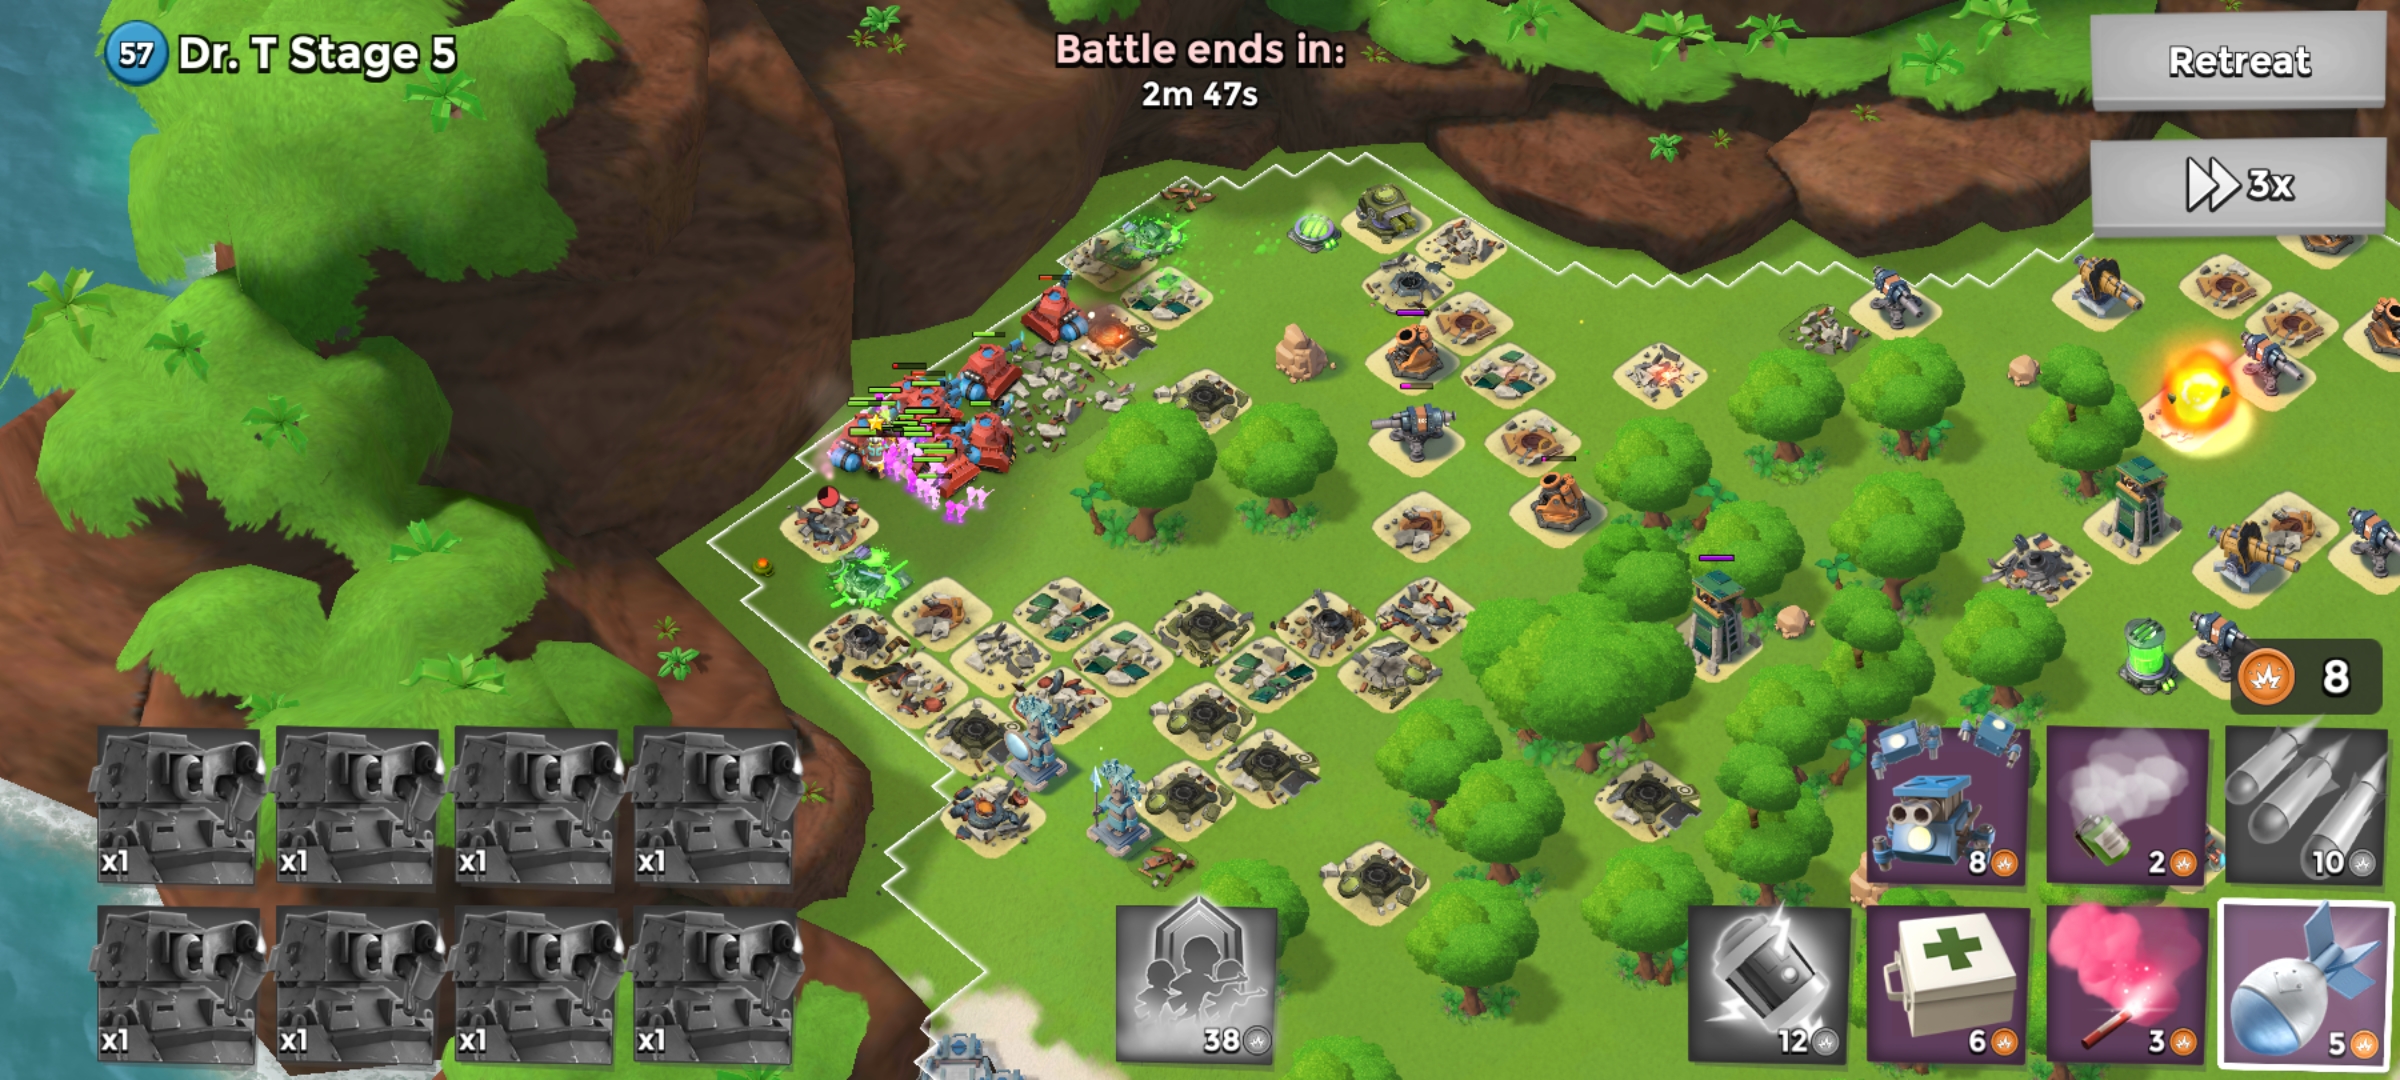 57 Dr. T Stage 5
Battle ends in:
2m 47s
Retreat
3x
8
x1 x1 x1 x1
8 2 10
x1 x1 x1 x1
38 12 6 3 5